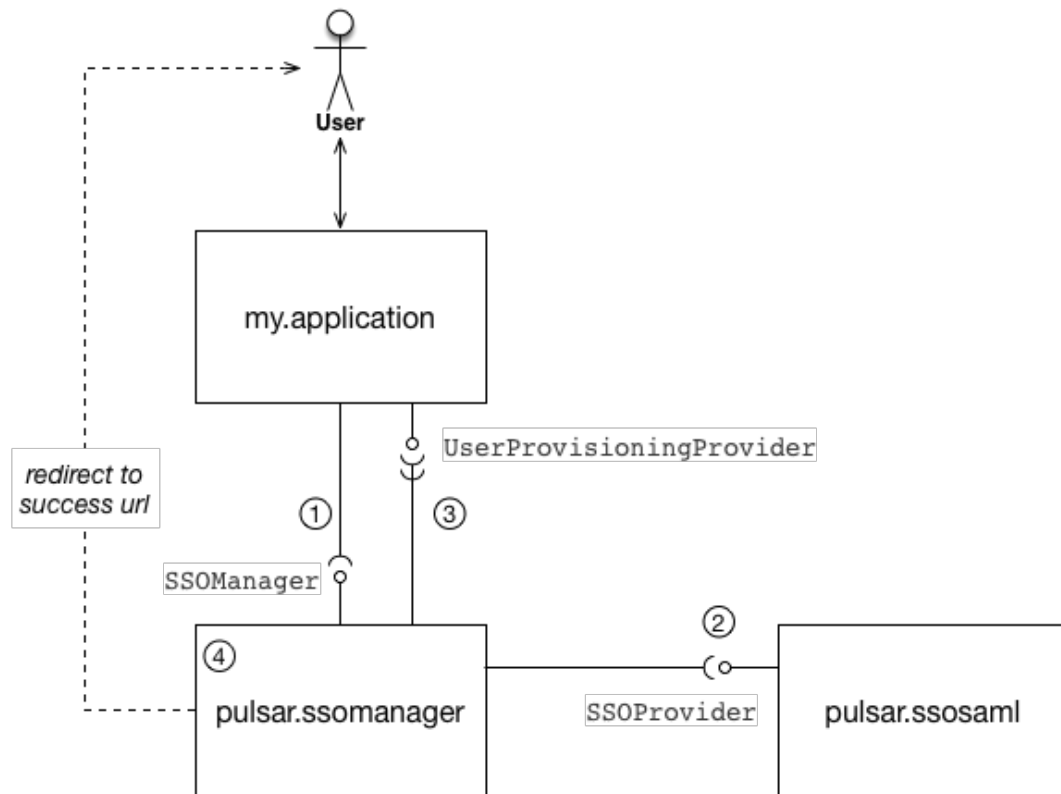 User
my.application
UserProvisioningProvider
redirect to
success url
1
3
SSOManager
2
4
pulsar.ssomanager
SSOProvider
pulsar.ssosaml